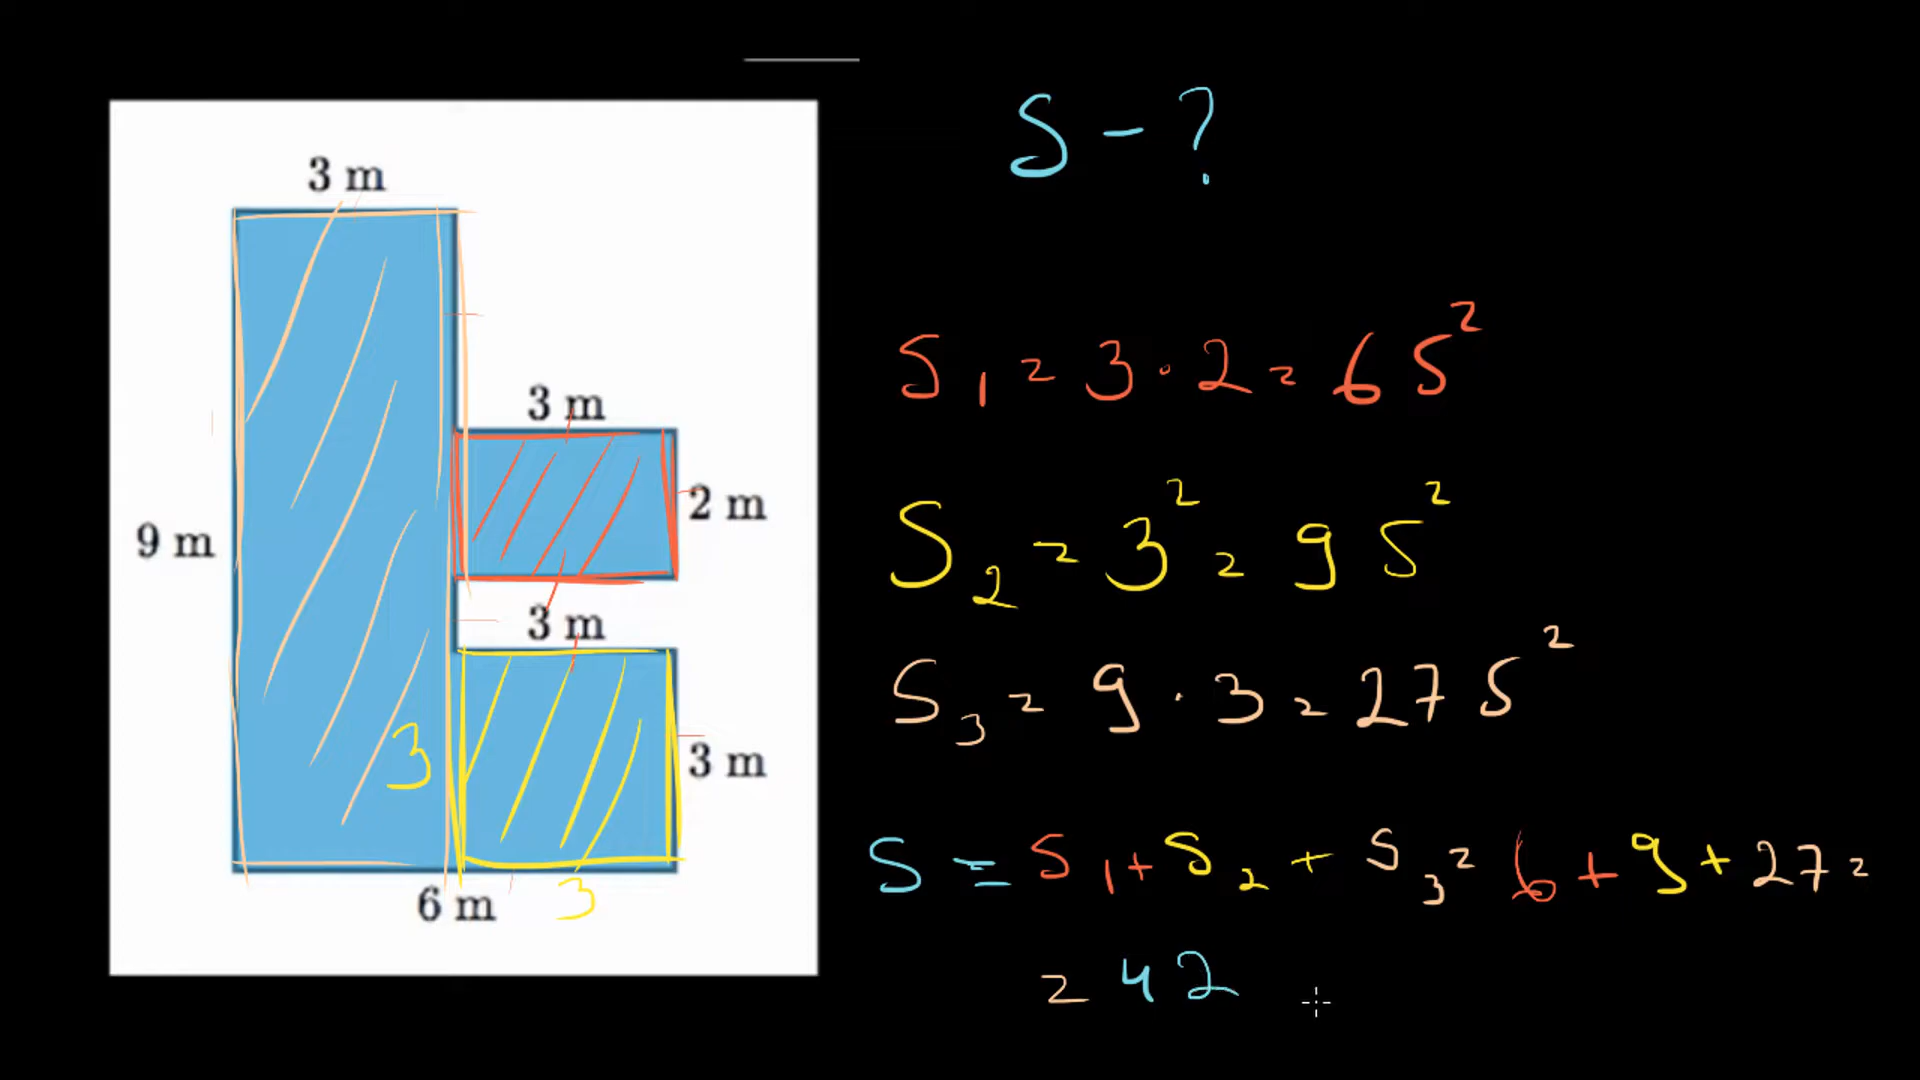 S - ?
3 m
S₁ = 3 · 2 = 6 S²
3 m
2 m
9 m
S₂ = 3² = 9 S²
3 m
S₃ = 9 · 3 = 27 S²
3
3 m
S = S₁ + S₂ + S₃ = 6 + 9 + 27 =
6 m
3
= 42